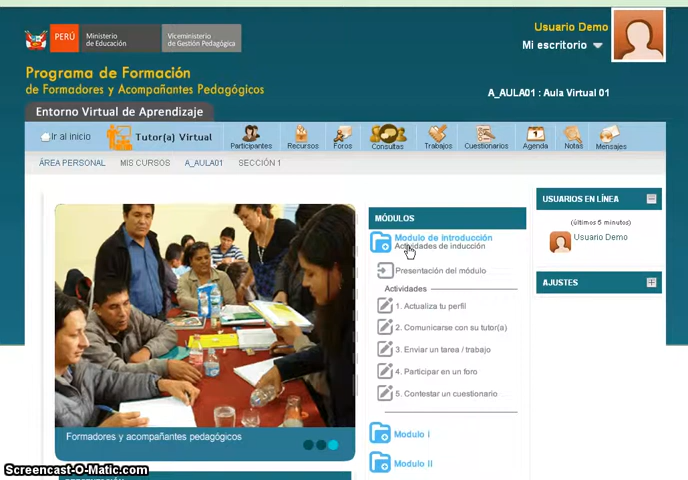 PERÚ
Ministerio
de Educación
Viceministerio
de Gestión Pedagógica
Usuario Demo
Mi escritorio
Programa de Formación
de Formadores y Acompañantes Pedagógicos
A_AULA01 : Aula Virtual 01
Entorno Virtual de Aprendizaje
Ir al inicio
Tutor(a) Virtual
Participantes
Recursos
Foros
Consultas
Trabajos
Cuestionarios
Agenda
Notas
Mensajes
ÁREA PERSONAL
MIS CURSOS
A_AULA01
SECCIÓN 1
MÓDULOS
Modulo de introducción
Actividades de inducción
Presentación del módulo
Actividades
1. Actualiza tu perfil
2. Comunicarse con su tutor(a)
3. Enviar un tarea / trabajo
4. Participar en un foro
5. Contestar un cuestionario
Modulo I
Modulo II
USUARIOS EN LÍNEA
(últimos 5 minutos)
Usuario Demo
AJUSTES
Formadores y acompañantes pedagógicos
Screencast-O-Matic.com